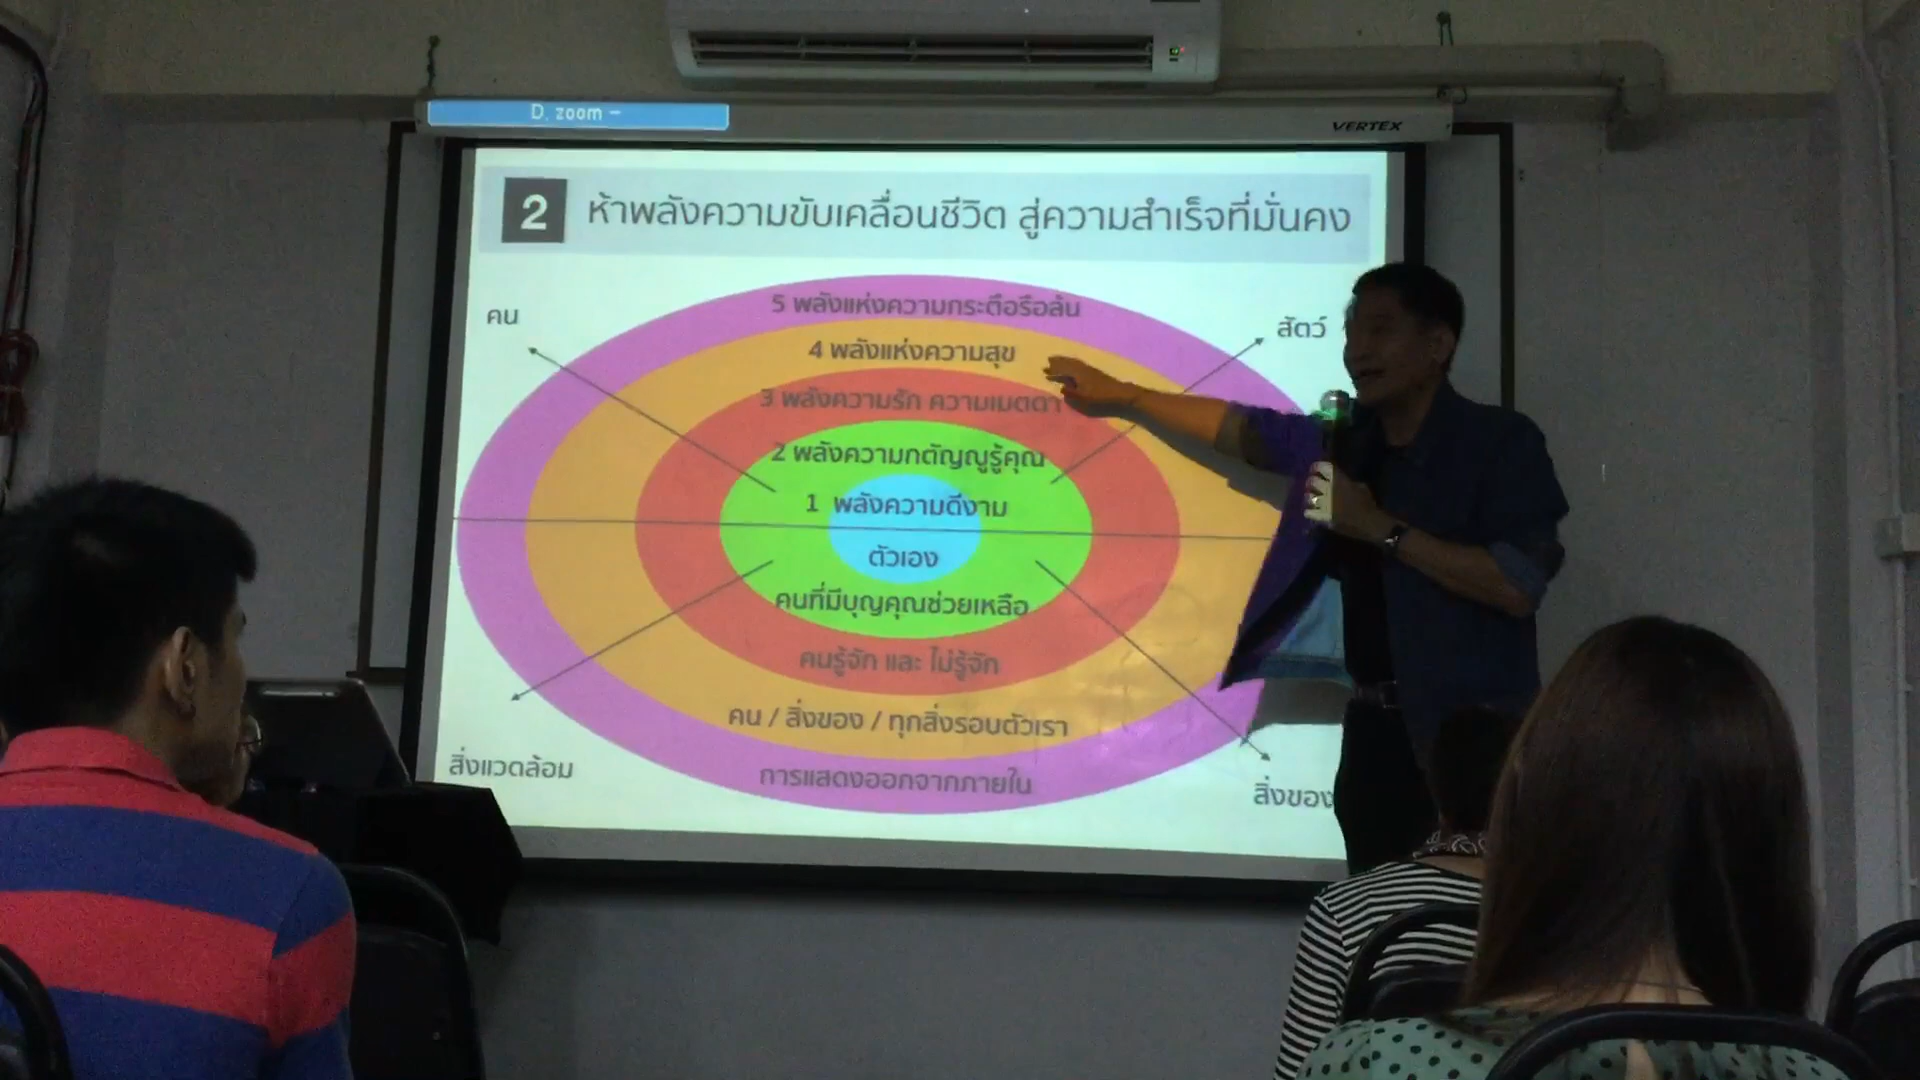 D. zoom -
VERTEX
2 ห้าพลังความขับเคลื่อนชีวิต สู่ความสำเร็จที่มั่นคง
คน
สัตว์
5 พลังแห่งความกระตือรือล้น
4 พลังแห่งความสุข
3 พลังความรัก ความเมตตา
2 พลังความกตัญญูรู้คุณ
1 พลังความดีงาม
ตัวเอง
คนที่มีบุญคุณช่วยเหลือ
คนรู้จัก และ ไม่รู้จัก
คน / สิ่งของ / ทุกสิ่งรอบตัวเรา
การแสดงออกจากภายใน
สิ่งแวดล้อม
สิ่งของ